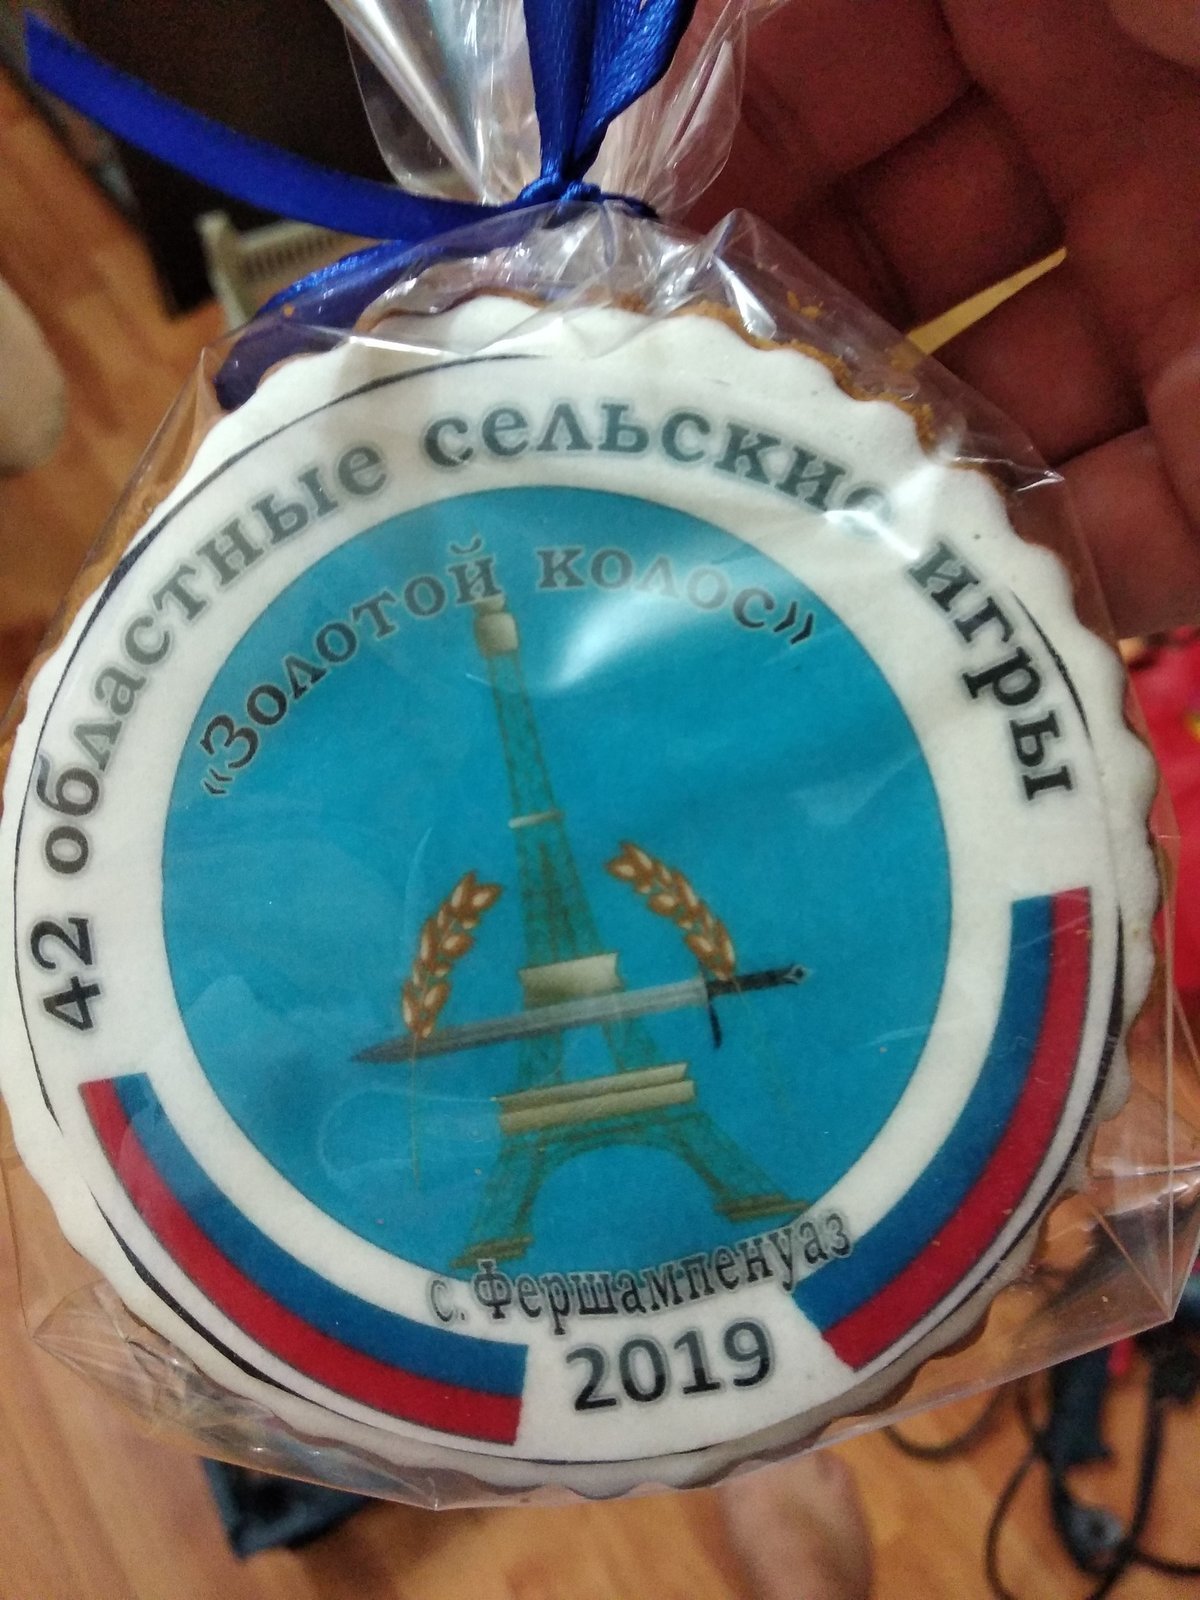 42 областные сельские игры
«Золотой колос»
с. Фершампенуаз
2019